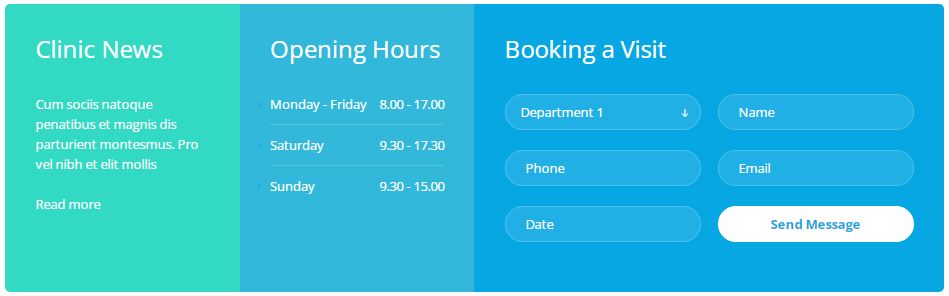 Clinic News
Cum sociis natoque
penatibus et magnis dis
parturient montesmus. Pro
vel nibh et elit mollis
Read more
Opening Hours
Monday - Friday 8.00 - 17.00
Saturday 9.30 - 17.30
Sunday 9.30 - 15.00
Booking a Visit
Department 1 ↓
Name
Phone
Email
Date
Send Message